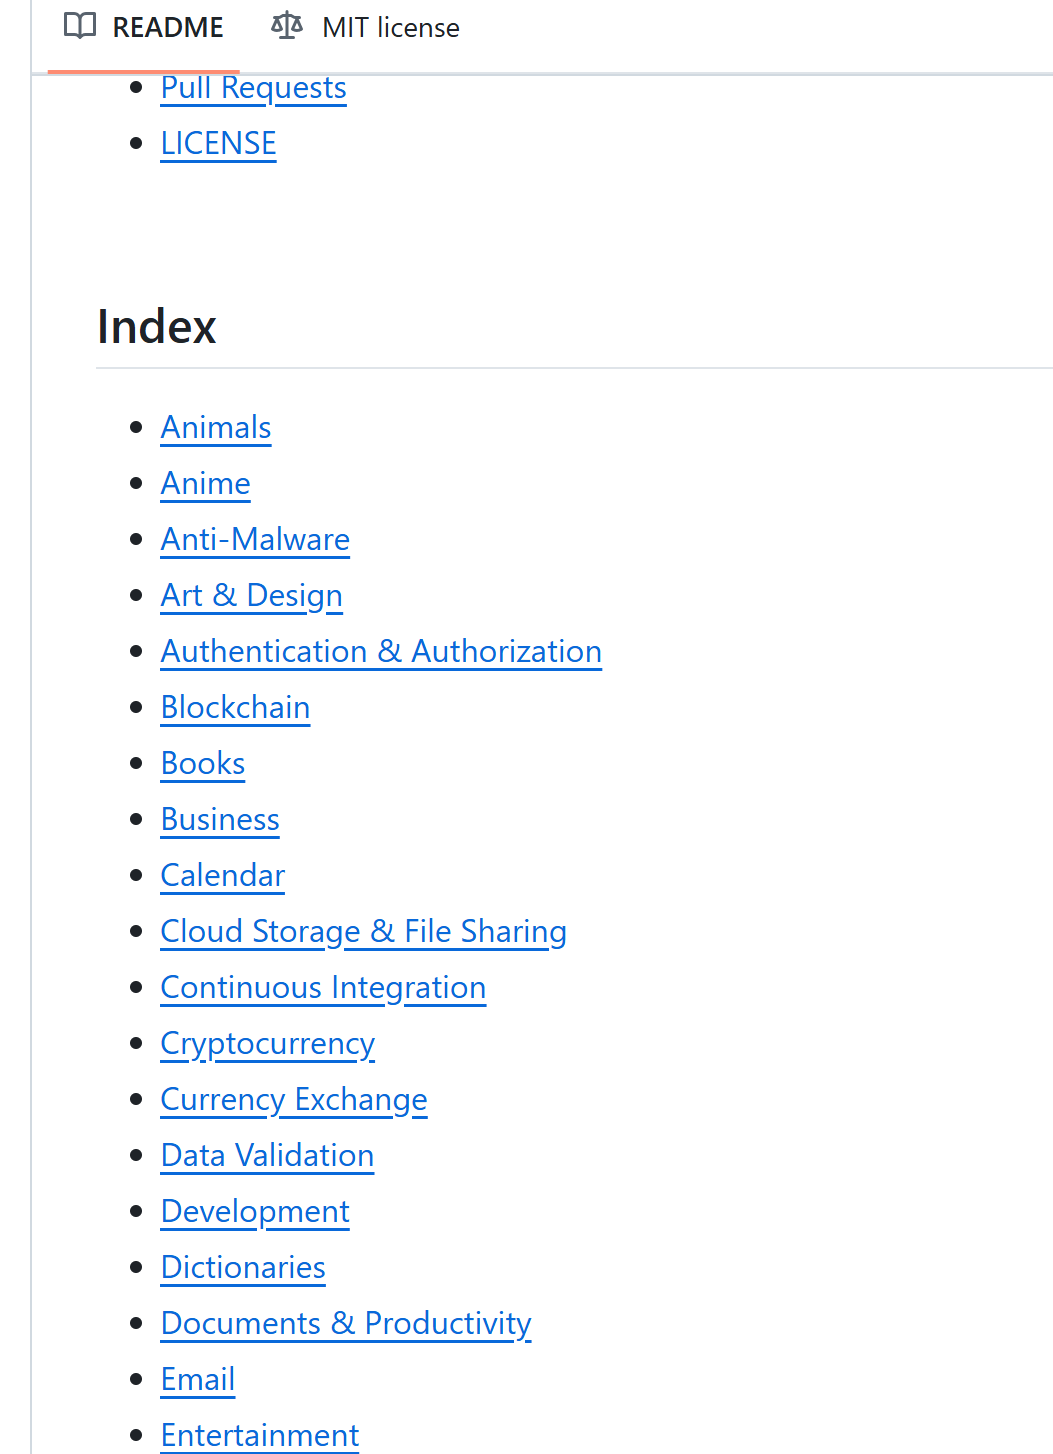 README MIT license
Pull Requests
LICENSE
Index
Animals
Anime
Anti-Malware
Art & Design
Authentication & Authorization
Blockchain
Books
Business
Calendar
Cloud Storage & File Sharing
Continuous Integration
Cryptocurrency
Currency Exchange
Data Validation
Development
Dictionaries
Documents & Productivity
Email
Entertainment